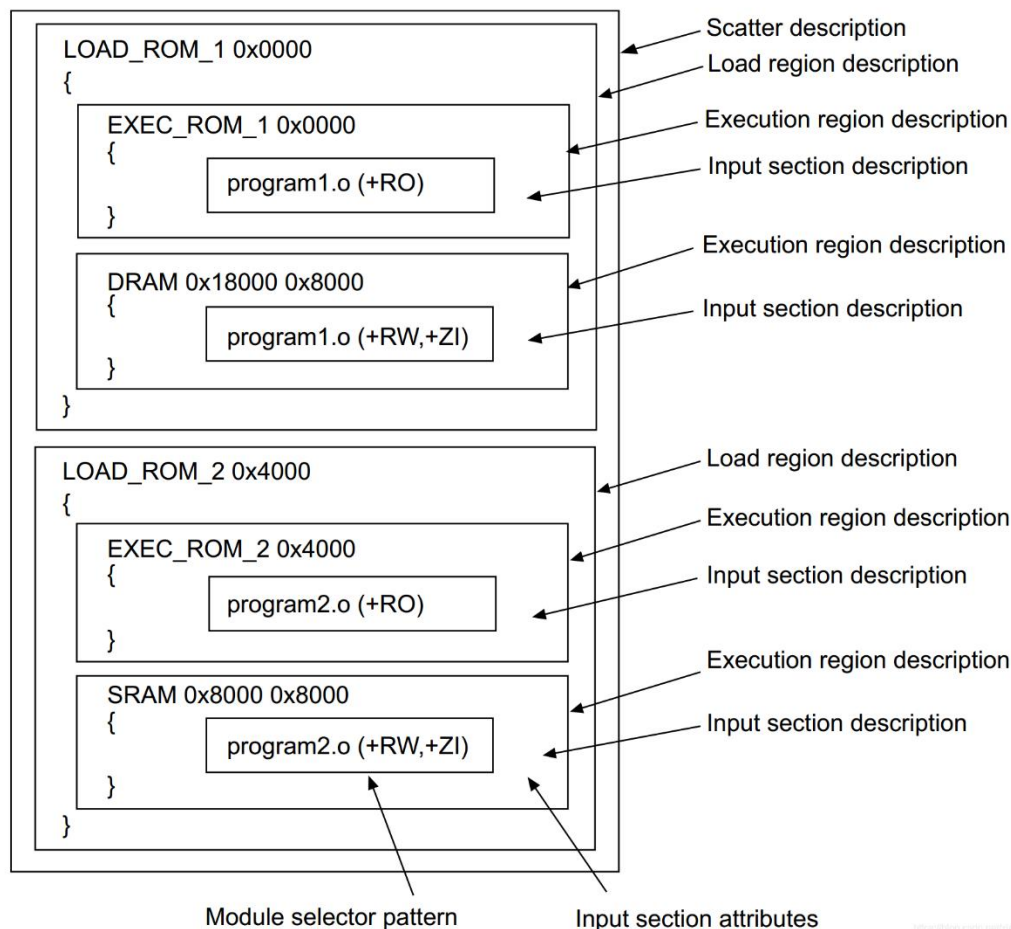 Scatter description
LOAD_ROM_1 0x0000
Load region description
{
EXEC_ROM_1 0x0000
Execution region description
{
program1.o (+RO)
Input section description
}
Execution region description
DRAM 0x18000 0x8000
{
program1.o (+RW,+ZI)
Input section description
}
}
LOAD_ROM_2 0x4000
Load region description
{
EXEC_ROM_2 0x4000
Execution region description
{
program2.o (+RO)
Input section description
}
Execution region description
SRAM 0x8000 0x8000
{
program2.o (+RW,+ZI)
Input section description
}
}
Module selector pattern
Input section attributes